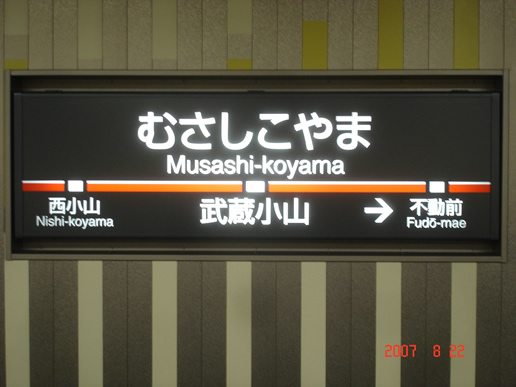 むさしこやま
Musashi-koyama
西小山 武蔵小山 → 不動前
Nishi-koyama Fudō-mae
2007 8 22